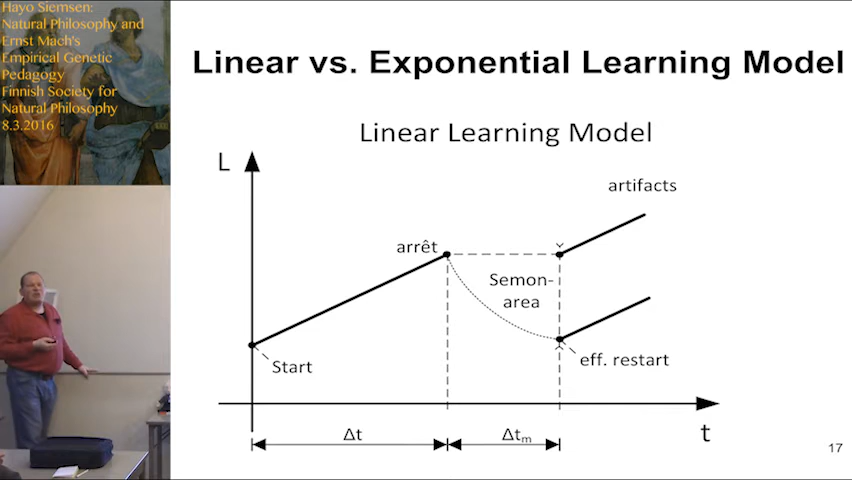 Hayo Siemsen:
Natural Philosophy and
Ernst Mach's
Empirical Genetic
Pedagogy
Finnish Society for
Natural Philosophy
8.3.2016
Linear vs. Exponential Learning Model
Linear Learning Model
L
artifacts
arrêt
Semon-
area
Start
eff. restart
t
Δt
Δtm
17